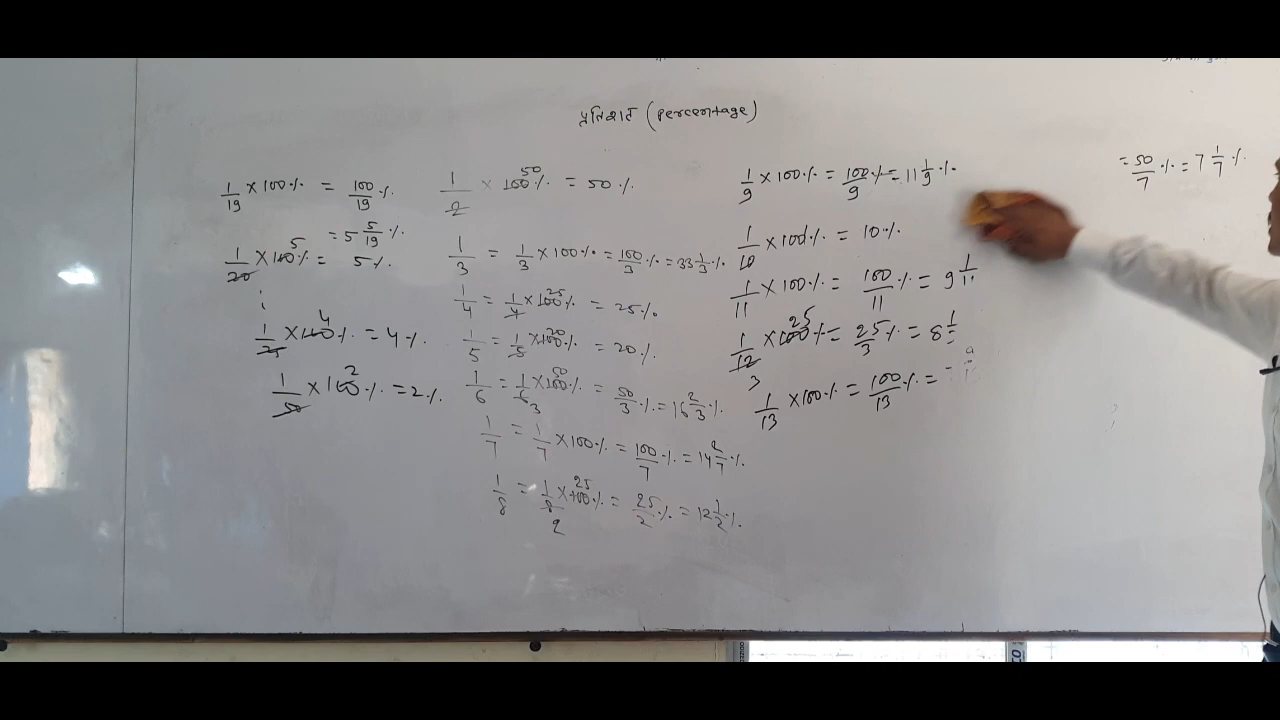 प्रतिशत (percentage)
1/19 × 100% = 100/19 %
= 5 5/19 %
1/20 × 100% = 5%
1/25 × 100% = 4%
1/50 × 100% = 2%
1/2 × 100% = 50%
1/3 = 1/3 × 100% = 100/3 % = 33 1/3 %
1/4 = 1/4 × 100% = 25%
1/5 = 1/5 × 100% = 20%
1/6 = 1/6 × 100% = 50/3 % = 16 2/3 %
1/7 = 1/7 × 100% = 100/7 % = 14 2/7 %
1/8 = 1/8 × 100% = 25/2 % = 12 1/2 %
1/9 × 100% = 100/9 % = 11 1/9 %
1/10 × 100% = 10%
1/11 × 100% = 100/11 % = 9 1/11
1/12 × 100% = 25/3 % = 8 1/
1/13 × 100% = 100/13 % =
= 50/7 % = 7 1/7 %